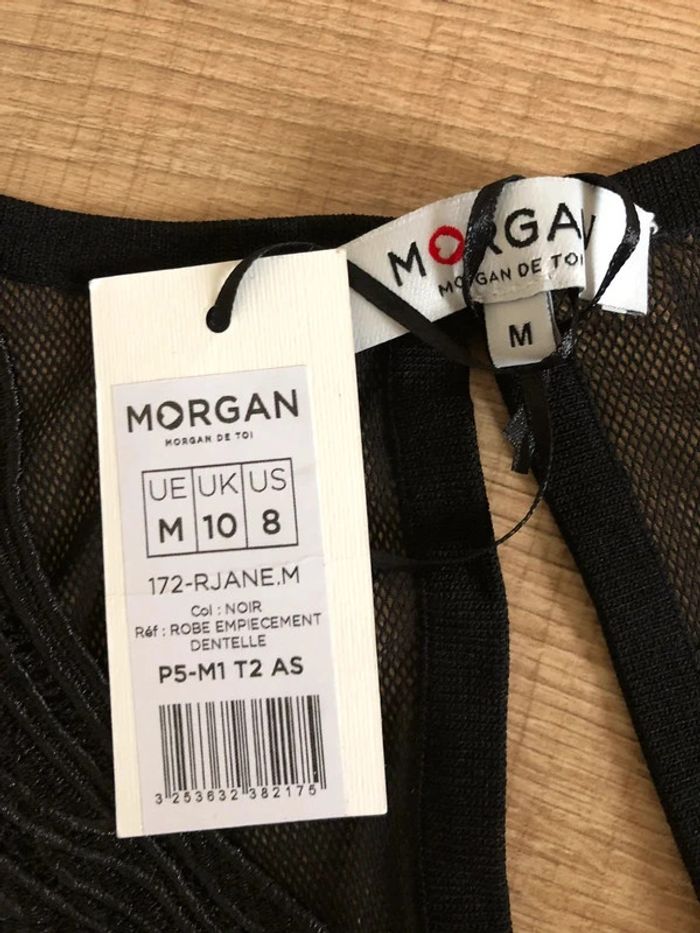 MORGAN
MORGAN DE TOI
M
MORGAN
MORGAN DE TOI
UE UK US
M 10 8
172-RJANE.M
Col : NOIR
Réf : ROBE EMPIECEMENT
DENTELLE
P5-M1 T2 AS
3 253632 382175